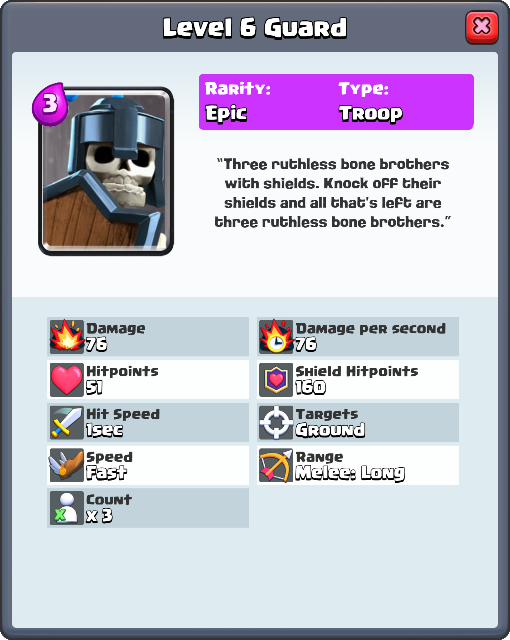 Level 6 Guard
3
Rarity: Type:
Epic Troop
"Three ruthless bone brothers
with shields. Knock off their
shields and all that's left are
three ruthless bone brothers."
Damage
76
Damage per second
76
Hitpoints
51
Shield Hitpoints
160
Hit Speed
1sec
Targets
Ground
Speed
Fast
Range
Melee: Long
Count
x 3